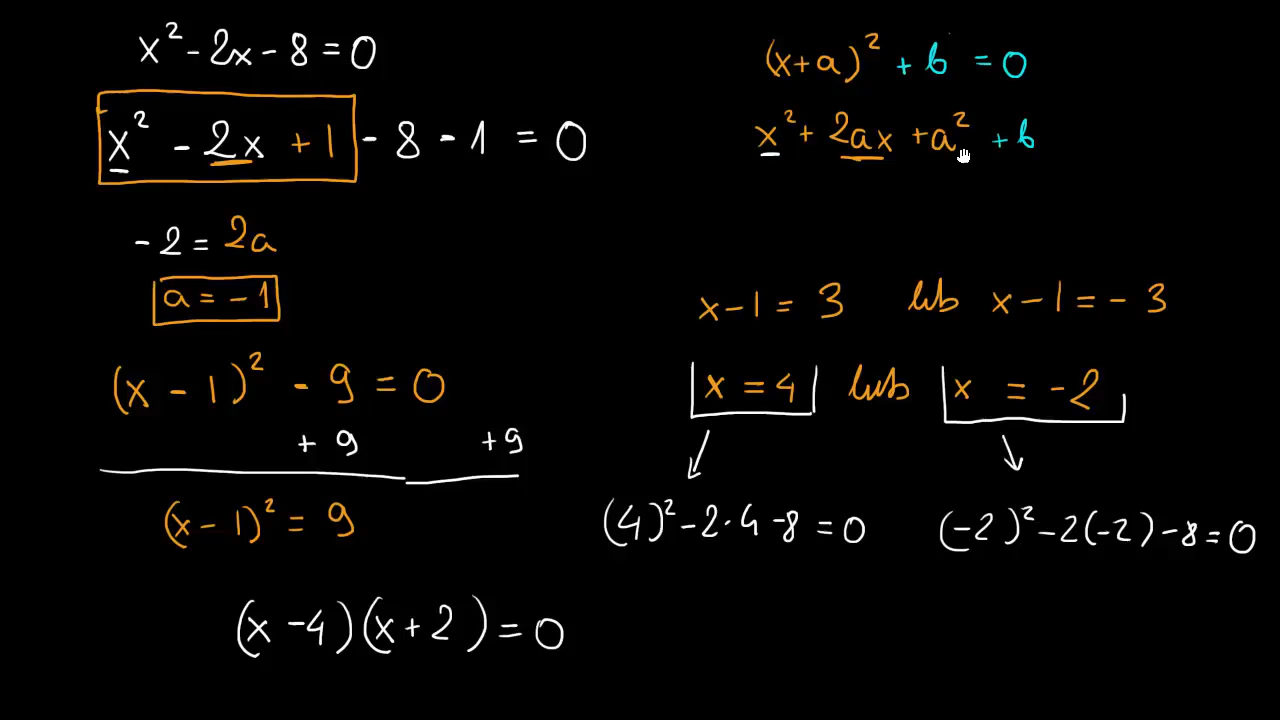 x² - 2x - 8 = 0
x² - 2x + 1 - 8 - 1 = 0
-2 = 2a
a = -1
(x - 1)² - 9 = 0
+ 9 +9
(x - 1)² = 9
(x - 4)(x + 2) = 0
(x + a)² + b = 0
x² + 2ax + a² + b
x - 1 = 3 lub x - 1 = - 3
x = 4 lub x = -2
(4)² - 2·4 - 8 = 0 (-2)² - 2(-2) - 8 = 0